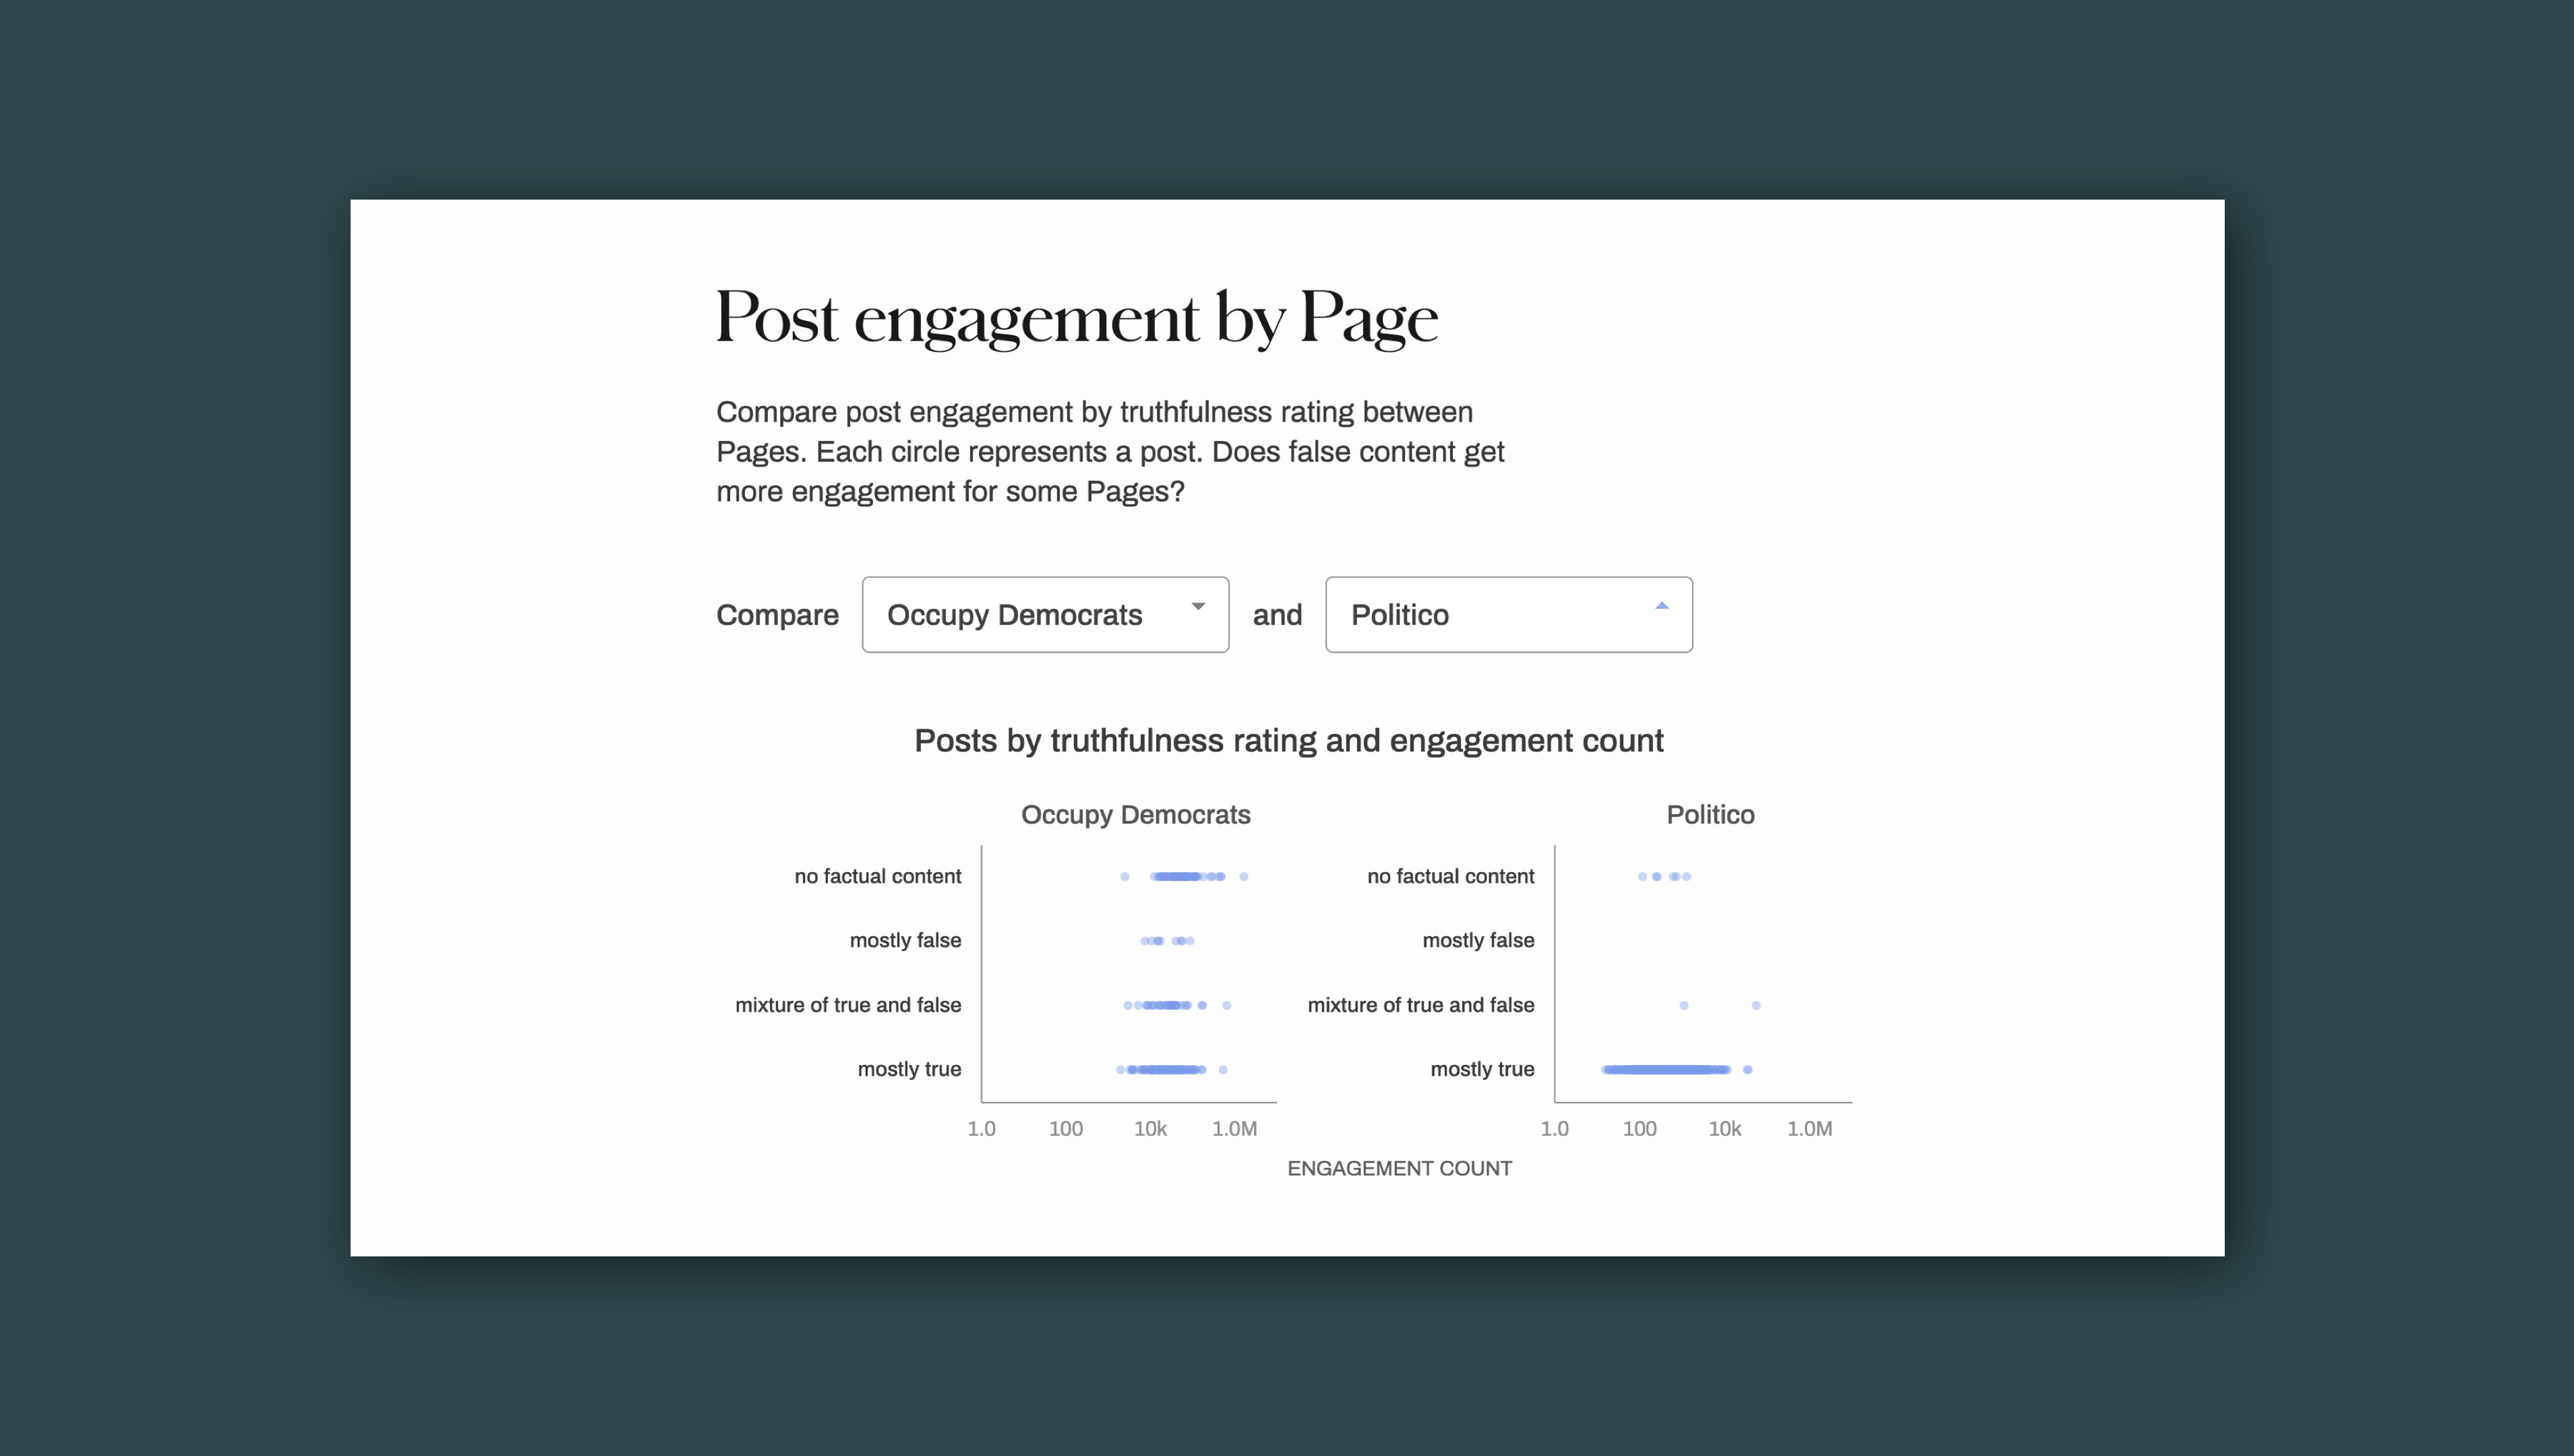 Post engagement by Page
Compare post engagement by truthfulness rating between
Pages. Each circle represents a post. Does false content get
more engagement for some Pages?
Compare Occupy Democrats and Politico
Posts by truthfulness rating and engagement count
Occupy Democrats
no factual content
mostly false
mixture of true and false
mostly true
1.0 100 10k 1.0M
Politico
no factual content
mostly false
mixture of true and false
mostly true
1.0 100 10k 1.0M
ENGAGEMENT COUNT